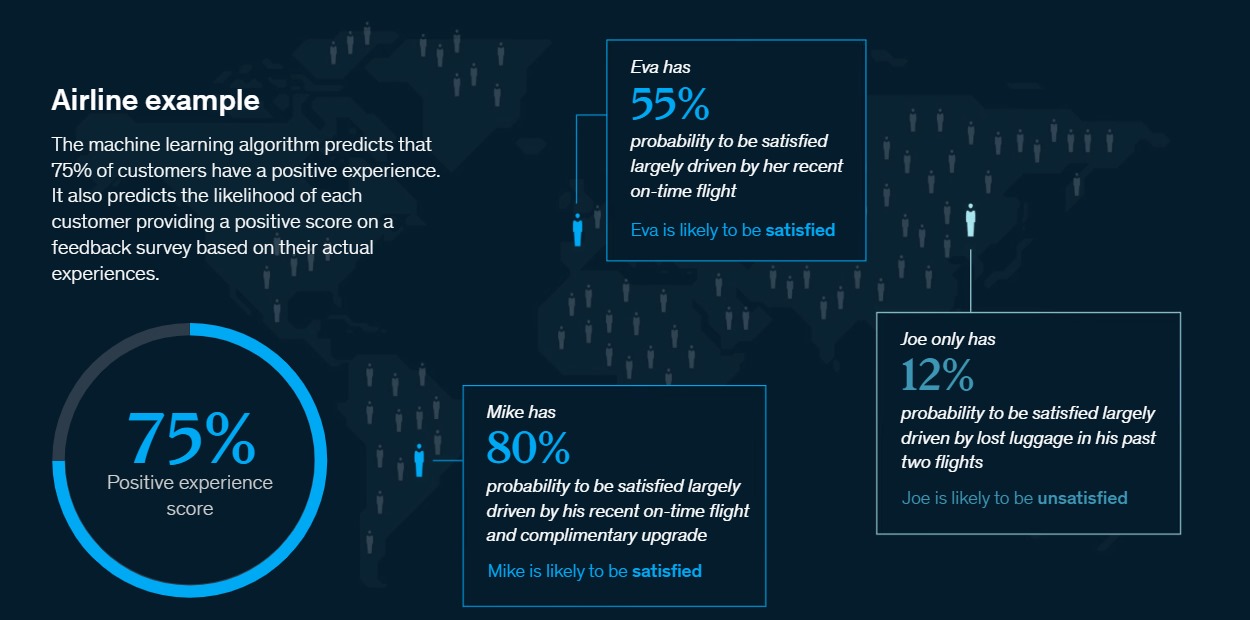 Airline example
The machine learning algorithm predicts that
75% of customers have a positive experience.
It also predicts the likelihood of each
customer providing a positive score on a
feedback survey based on their actual
experiences.
75%
Positive experience
score
Eva has
55%
probability to be satisfied
largely driven by her recent
on-time flight
Eva is likely to be satisfied
Mike has
80%
probability to be satisfied largely
driven by his recent on-time flight
and complimentary upgrade
Mike is likely to be satisfied
Joe only has
12%
probability to be satisfied largely
driven by lost luggage in his past
two flights
Joe is likely to be unsatisfied